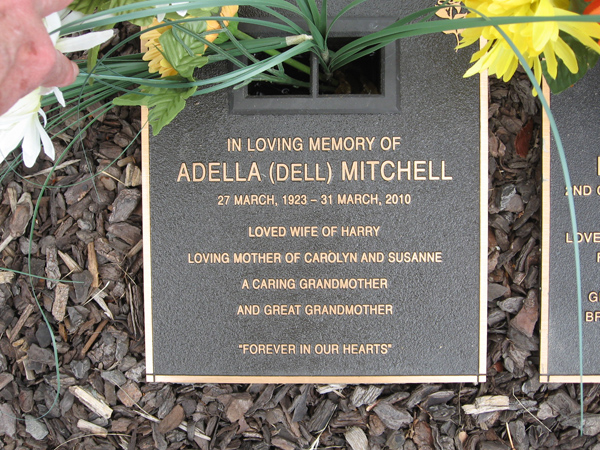 IN LOVING MEMORY OF
ADELLA (DELL) MITCHELL
27 MARCH, 1923 – 31 MARCH, 2010
LOVED WIFE OF HARRY
LOVING MOTHER OF CAROLYN AND SUSANNE
A CARING GRANDMOTHER
AND GREAT GRANDMOTHER
"FOREVER IN OUR HEARTS"
2ND